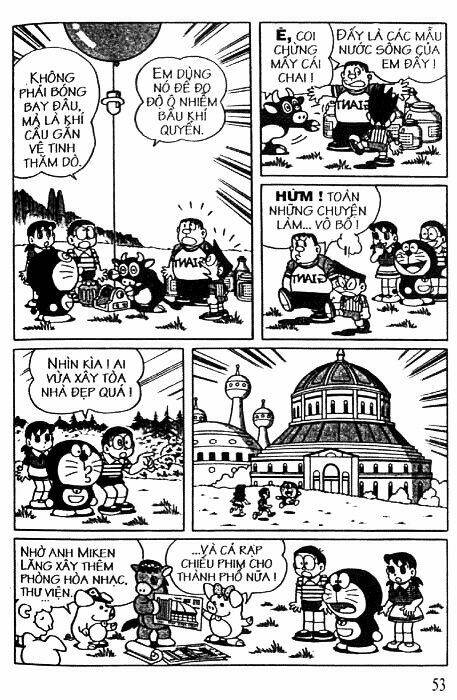 KHÔNG
PHẢI BÓNG
BAY ĐÂU,
MÀ LÀ KHÍ
CẦU GẮN
VỆ TINH
THĂM DÒ.
EM DÙNG
NÓ ĐỂ ĐO
ĐỘ Ô NHIỄM
BẦU KHÍ
QUYỂN.
Ê, COI
CHỪNG
MẤY CÁI
CHAI !
ĐẤY LÀ CÁC MẪU
NƯỚC SÔNG CỦA
EM ĐẤY !
GIANT
GIANT
HỪM ! TOÀN
NHỮNG CHUYỆN
LÀM... VÔ BỔ !
GIANT
NHÌN KÌA ! AI
VỪA XÂY TÒA
NHÀ ĐẸP QUÁ !
NHỜ ANH MIKEN
LĂNG XÂY THÊM
PHÒNG HÒA NHẠC,
THƯ VIỆN...
...VÀ CẢ RẠP
CHIẾU PHIM CHO
THÀNH PHỐ NỮA !
53